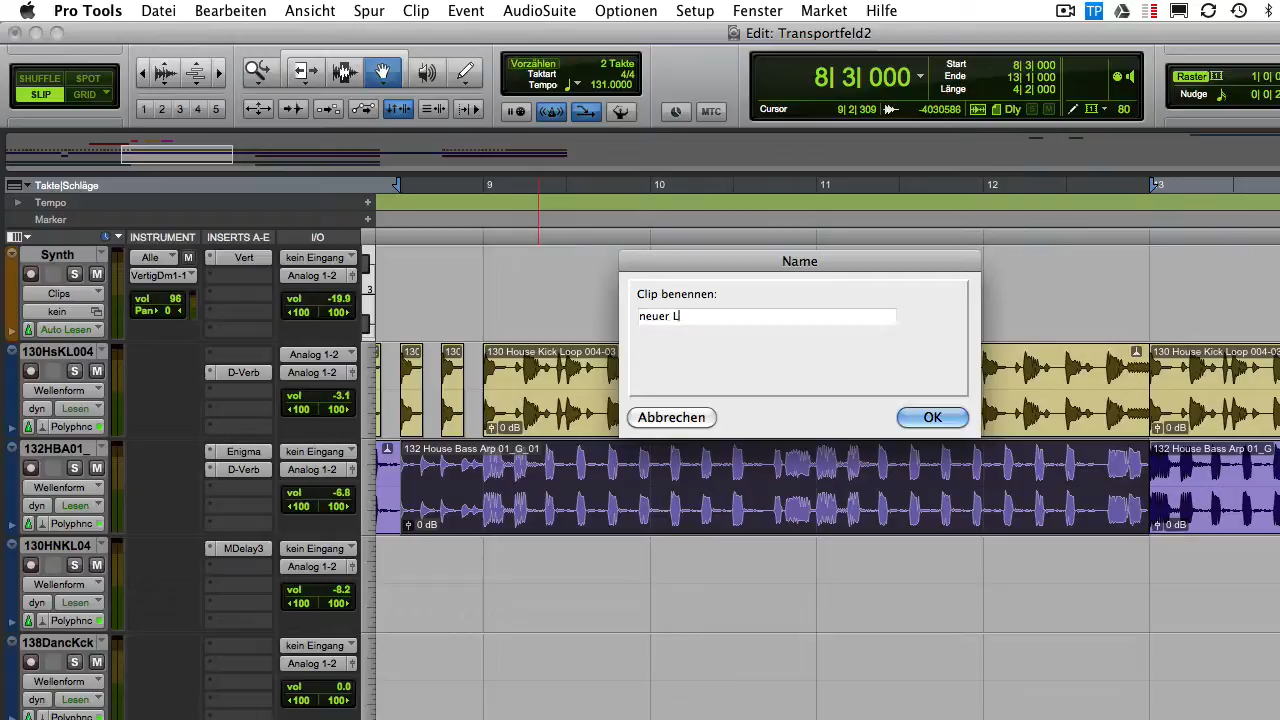 Pro Tools Datei Bearbeiten Ansicht Spur Clip Event AudioSuite Optionen Setup Fenster Market Hilfe TP
Edit: Transportfeld2
SHUFFLE SPOT
SLIP GRID
1 2 3 4 5
Vorzählen 2 Takte
Taktart 4/4
Tempo 131.0000
MTC
8| 3| 000
Start 8| 3| 000
Ende 13| 1| 000
Länge 4| 2| 000
Cursor 9| 2| 309 -4030586 Dly S M 80
Raster 1| 0|
Nudge 0| 0|
Takte|Schläge 9 10 11 12 13
Tempo +
Marker +
INSTRUMENT INSERTS A-E I/O
Synth
S M
Clips
kein
Auto Lesen
Alle M
VertigDm1-1
vol 96
Pan 0
Vert
kein Eingang
Analog 1-2
vol -19.9
100 100
3
Name
Clip benennen:
neuer L
Abbrechen OK
130HsKL004
S M
Wellenform
dyn Lesen
Polyphnc
D-Verb
Analog 1-2
Analog 1-2
vol -3.1
100 100
130 House Kick Loop 004-03
0 dB
130 House Kick Loop 004-03
0 dB
132HBA01_
S M
Wellenform
dyn Lesen
Polyphnc
Enigma
D-Verb
kein Eingang
Analog 1-2
vol -6.8
100 100
132 House Bass Arp 01_G_01
0 dB
132 House Bass Arp 01_G
0 dB
130HNKL04
S M
Wellenform
dyn Lesen
Polyphnc
MDelay3
kein Eingang
Analog 1-2
vol -8.2
100 100
138DancKck
S M
Wellenform
dyn Lesen
Polyphnc
kein Eingang
Analog 1-2
vol 0.0
100 100